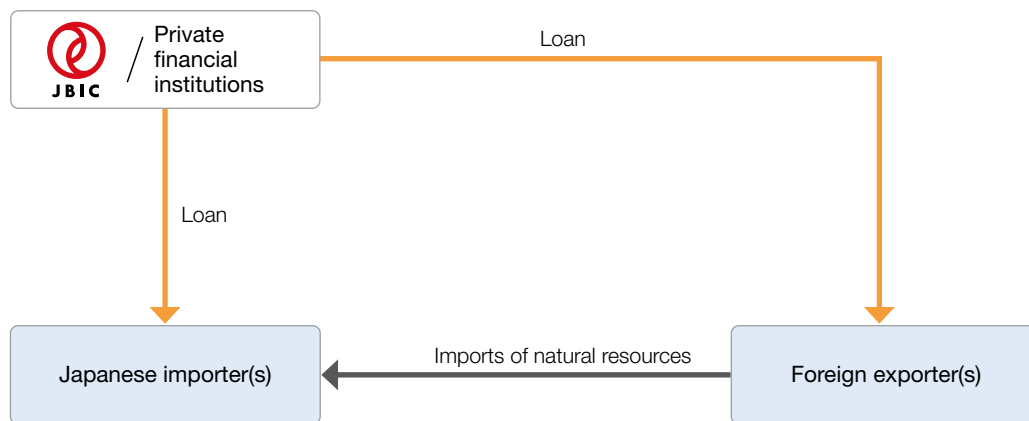 JBIC
Private
financial
institutions
Loan
Loan
Japanese importer(s)
Imports of natural resources
Foreign exporter(s)